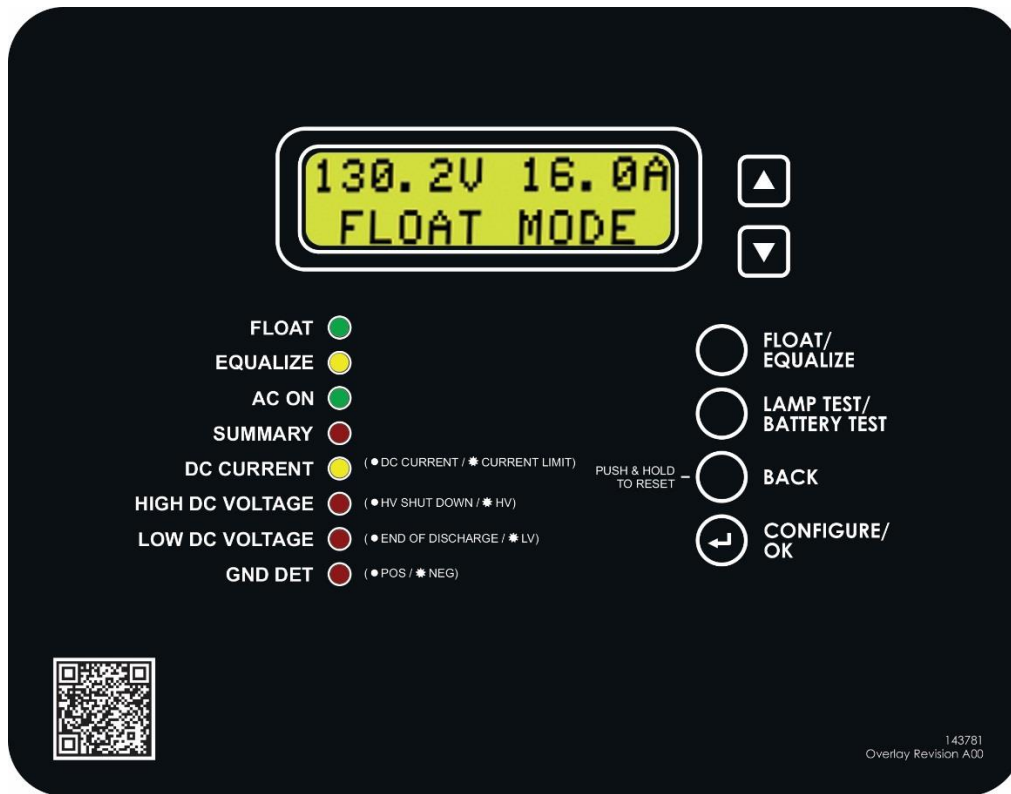 130.2V 16.0A
FLOAT MODE
FLOAT
EQUALIZE
AC ON
SUMMARY
DC CURRENT
(● DC CURRENT / ✸ CURRENT LIMIT)
HIGH DC VOLTAGE
(● HV SHUT DOWN / ✸ HV)
LOW DC VOLTAGE
(● END OF DISCHARGE / ✸ LV)
GND DET
(● POS / ✸ NEG)
FLOAT/
EQUALIZE
LAMP TEST/
BATTERY TEST
PUSH & HOLD
TO RESET
BACK
CONFIGURE/
OK
143781
Overlay Revision A00